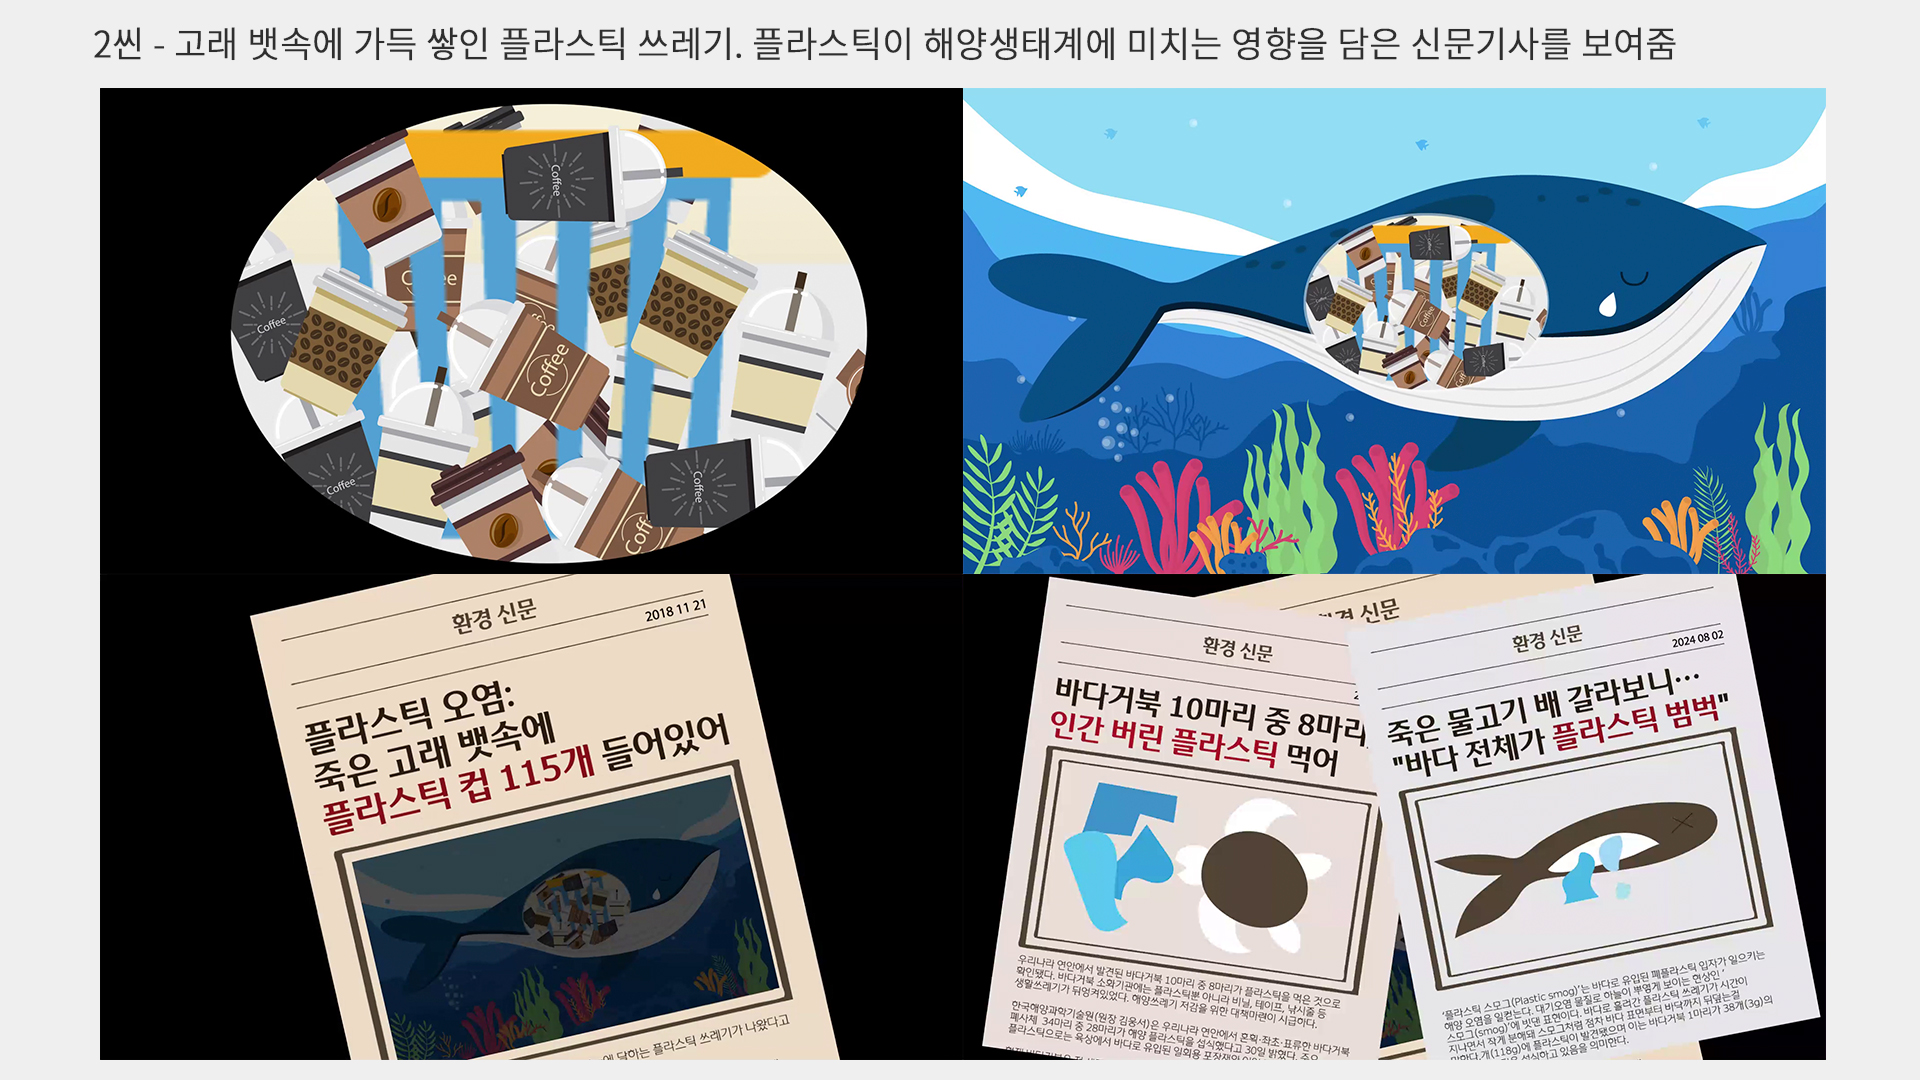 2씬 - 고래 뱃속에 가득 쌓인 플라스틱 쓰레기. 플라스틱이 해양생태계에 미치는 영향을 담은 신문기사를 보여줌
Coffee
Coffee
Coffee
Coffee
Coffee
Coffee
환경 신문
2018 11 21
플라스틱 오염:
죽은 고래 뱃속에
플라스틱 컵 115개 들어있어
에 달하는 플라스틱 쓰레기가 나왔다고
환경 신문
바다거북 10마리 중 8마리
인간 버린 플라스틱 먹어
우리나라 연안에서 발견된 바다거북 10마리 중 8마리가 플라스틱을 먹은 것으로
확인됐다. 바다거북 소화기관에는 플라스틱뿐 아니라 비닐, 테이프, 낚시줄 등
생활쓰레기가 뒤엉켜있었다. 해양쓰레기 저감을 위한 대책마련이 시급하다.
한국해양과학기술원(원장 김웅서)은 우리나라 연안에서 혼획·좌초·표류한 바다거북
폐사체 34마리 중 28마리가 해양 플라스틱을 섭식했다고 30일 밝혔다. 주요
플라스틱으로는 육상에서 바다로 유입된 일회용 포장재와
환경 신문
2024 08 02
죽은 물고기 배 갈라보니…
"바다 전체가 플라스틱 범벅"
'플라스틱 스모그(Plastic smog)'는 바다로 유입된 폐플라스틱 입자가 일으키는
해양 오염을 일컫는다. 대기오염 물질로 하늘이 뿌옇게 보이는 현상인 '
스모그(smog)'에 빗댄 표현이다. 바다로 흘러간 플라스틱 쓰레기가 시간이
지나면서 작게 분해돼 스모그처럼 점차 바다 표면부터 바닥까지 뒤덮는걸
개(118g)에 플라스틱이 발견됐으며 이는 바다거북 1마리가 38개(3g)의
섭식하고 있음을 의미한다.